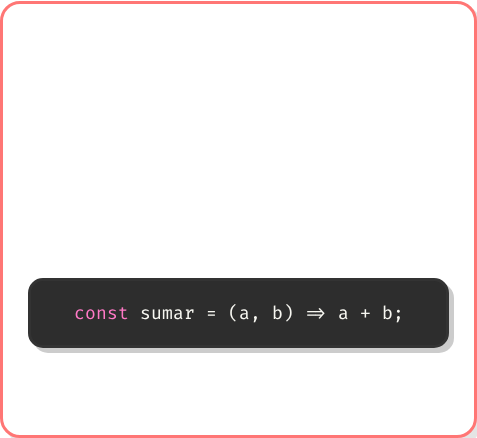 const sumar = (a, b) => a + b;